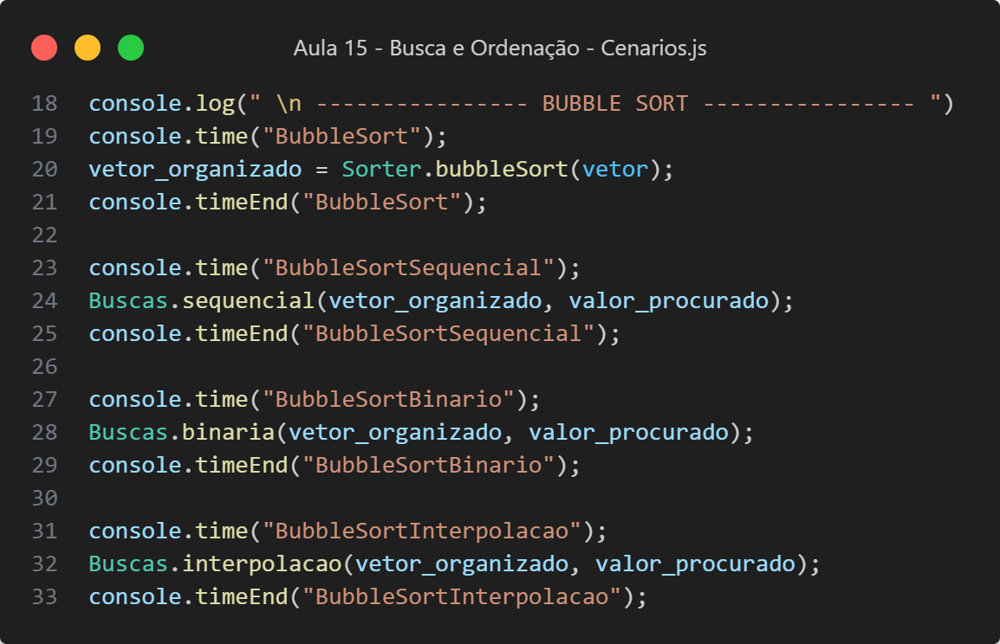 Aula 15 - Busca e Ordenação - Cenarios.js
18 console.log(" \n ---------------- BUBBLE SORT ---------------- ")
19 console.time("BubbleSort");
20 vetor_organizado = Sorter.bubbleSort(vetor);
21 console.timeEnd("BubbleSort");
22
23 console.time("BubbleSortSequencial");
24 Buscas.sequencial(vetor_organizado, valor_procurado);
25 console.timeEnd("BubbleSortSequencial");
26
27 console.time("BubbleSortBinario");
28 Buscas.binaria(vetor_organizado, valor_procurado);
29 console.timeEnd("BubbleSortBinario");
30
31 console.time("BubbleSortInterpolacao");
32 Buscas.interpolacao(vetor_organizado, valor_procurado);
33 console.timeEnd("BubbleSortInterpolacao");